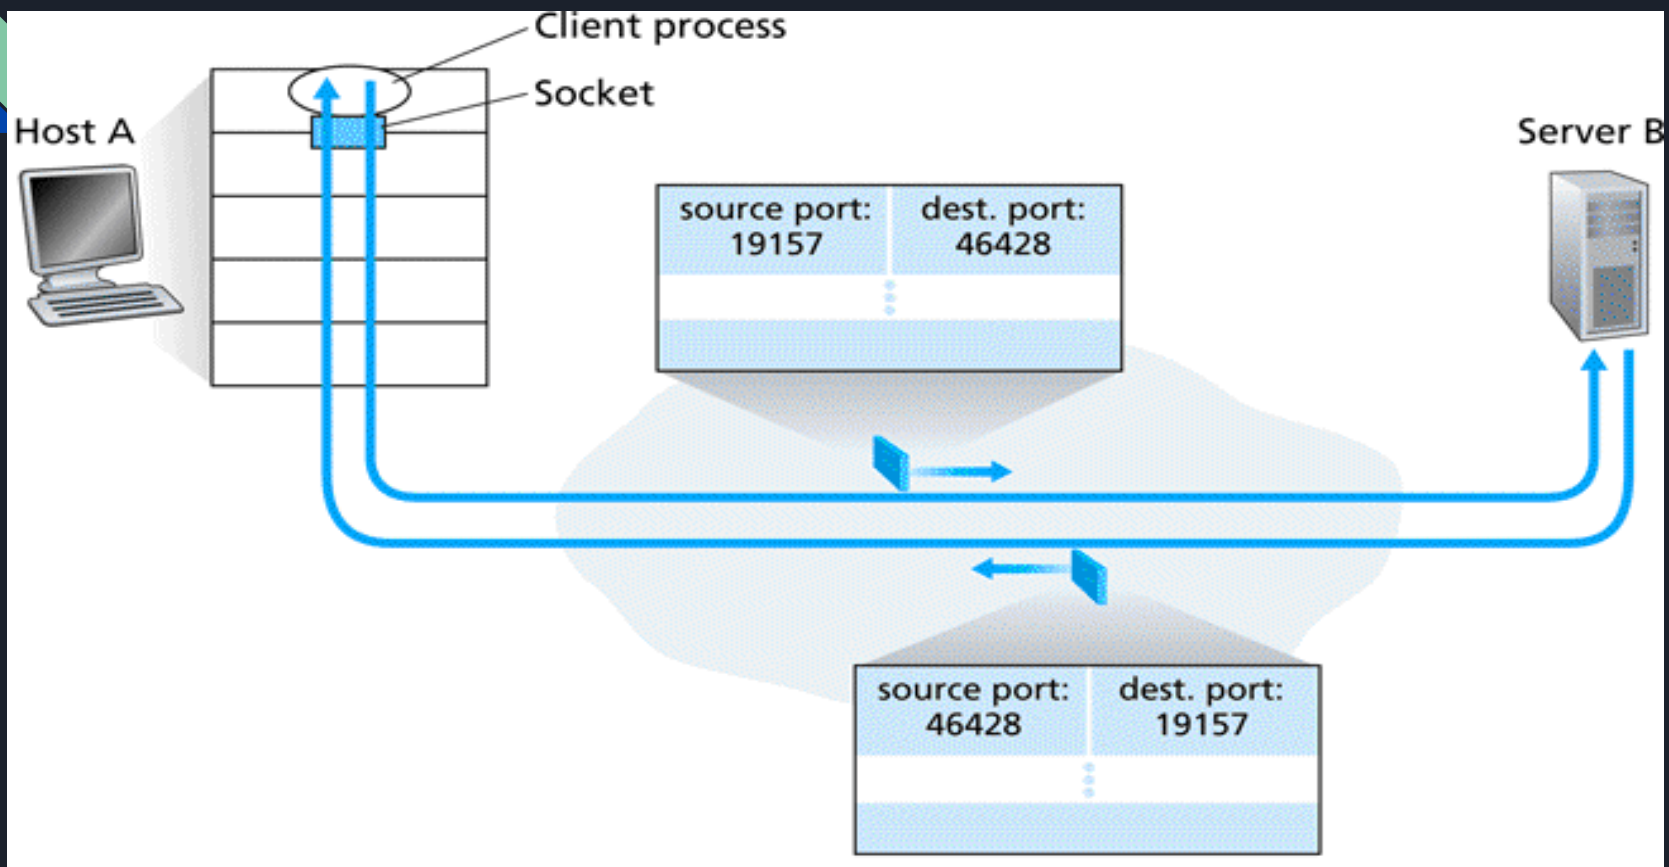 Client process
Socket
Host A
Server B
source port:
19157
dest. port:
46428
source port:
46428
dest. port:
19157